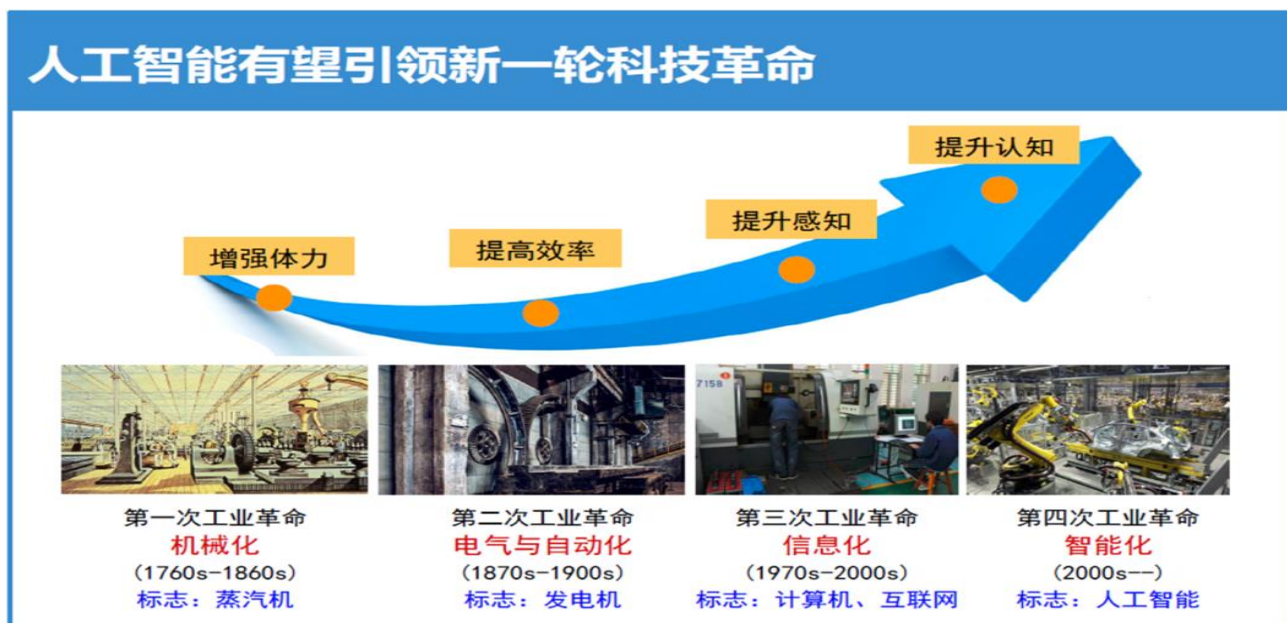 人工智能有望引领新一轮科技革命
提升认知
提升感知
提高效率
增强体力
715B
第一次工业革命
机械化
(1760s-1860s)
标志：蒸汽机
第二次工业革命
电气与自动化
(1870s-1900s)
标志：发电机
第三次工业革命
信息化
(1970s-2000s)
标志：计算机、互联网
第四次工业革命
智能化
(2000s--)
标志：人工智能